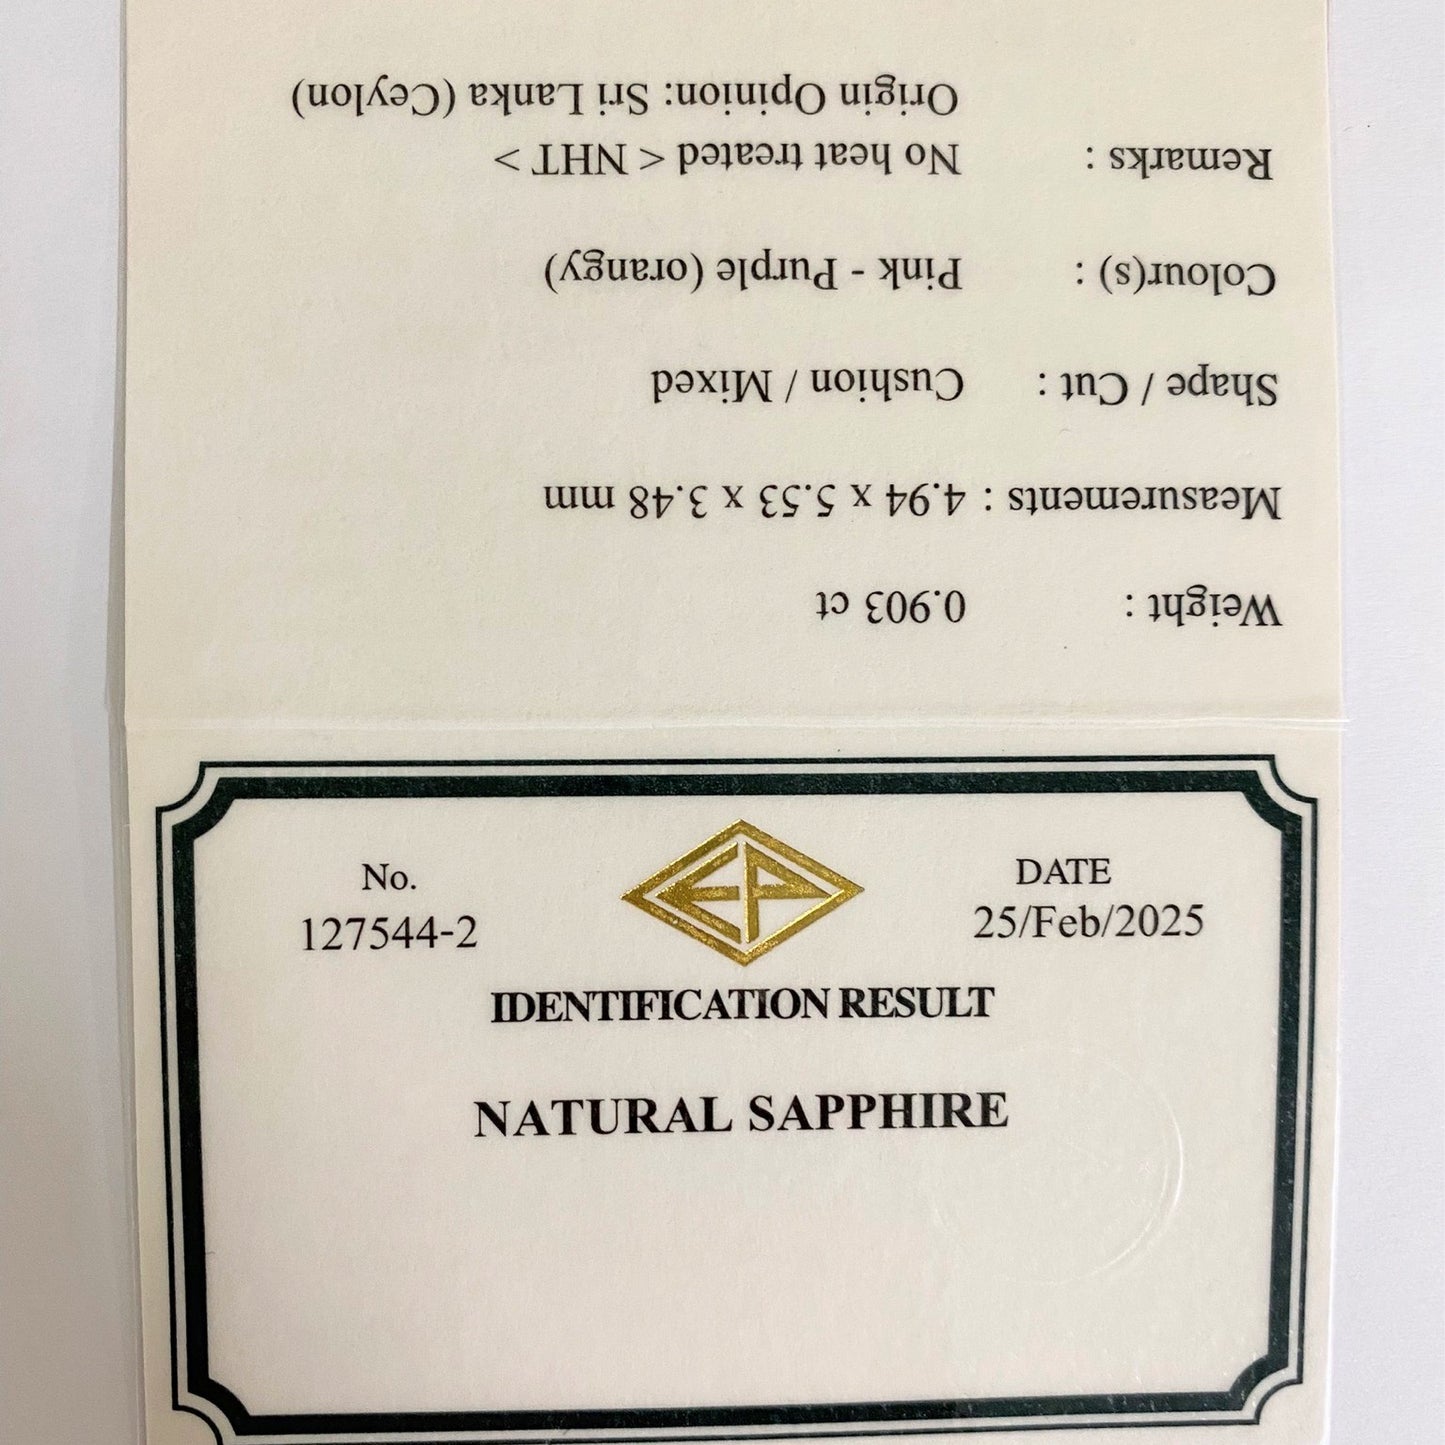 Weight : 0.903 ct
Measurements : 4.94 x 5.53 x 3.48 mm
Shape / Cut : Cushion / Mixed
Colour(s) : Pink - Purple (orangy)
Remarks : No heat treated < NHT >
Origin Opinion: Sri Lanka (Ceylon)
No.
127544-2
EP
DATE
25/Feb/2025
IDENTIFICATION RESULT
NATURAL SAPPHIRE